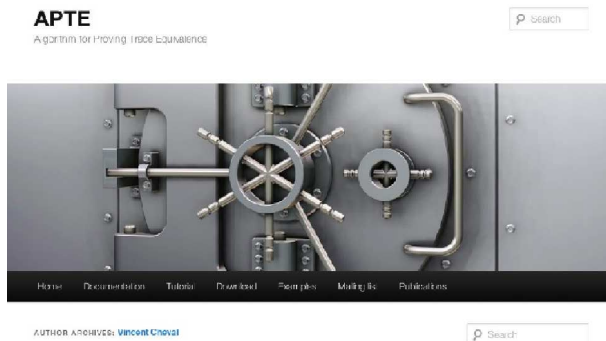 APTE
Search
Algorithm for Proving Trace Equivalence
Home Documentation Tutorial Download Examples Mailing list Publications
AUTHOR ARCHIVES: Vincent Cheval
Search